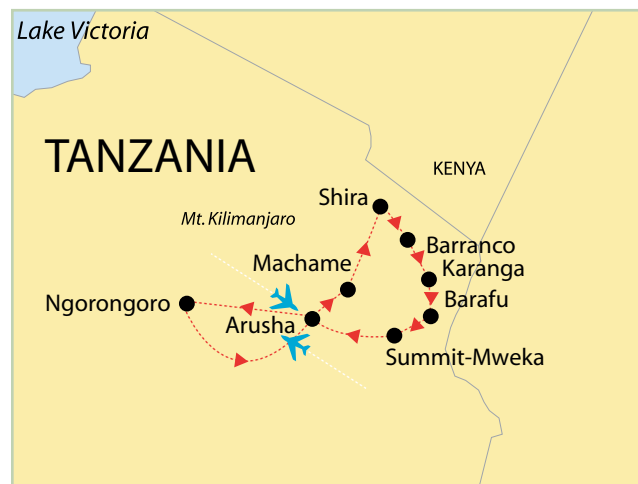 Lake Victoria
TANZANIA
KENYA
Shira
Mt. Kilimanjaro
Barranco
Machame
Karanga
Ngorongoro
Barafu
Arusha
Summit-Mweka